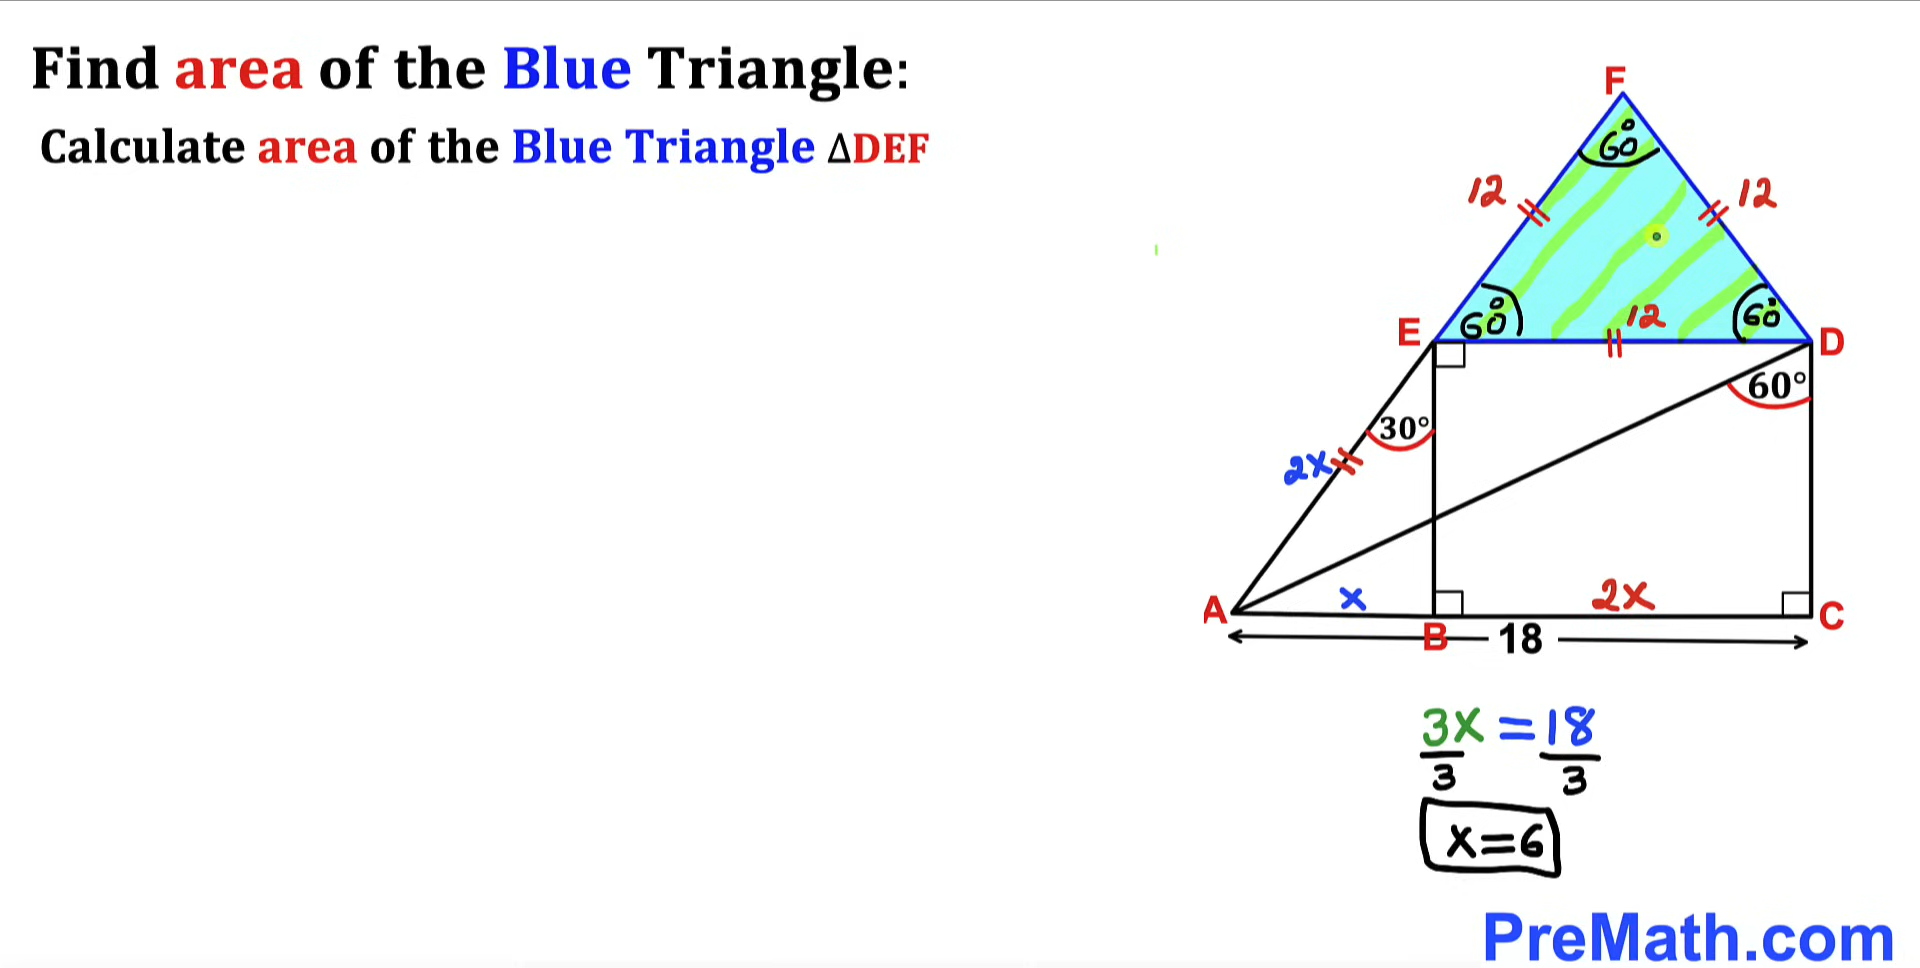 Find area of the Blue Triangle:
Calculate area of the Blue Triangle ΔDEF
F
60°
12
12
E
60°
12
60°
D
60°
30°
2x
A
x
2x
C
B
18
3x = 18
3 3
x=6
PreMath.com